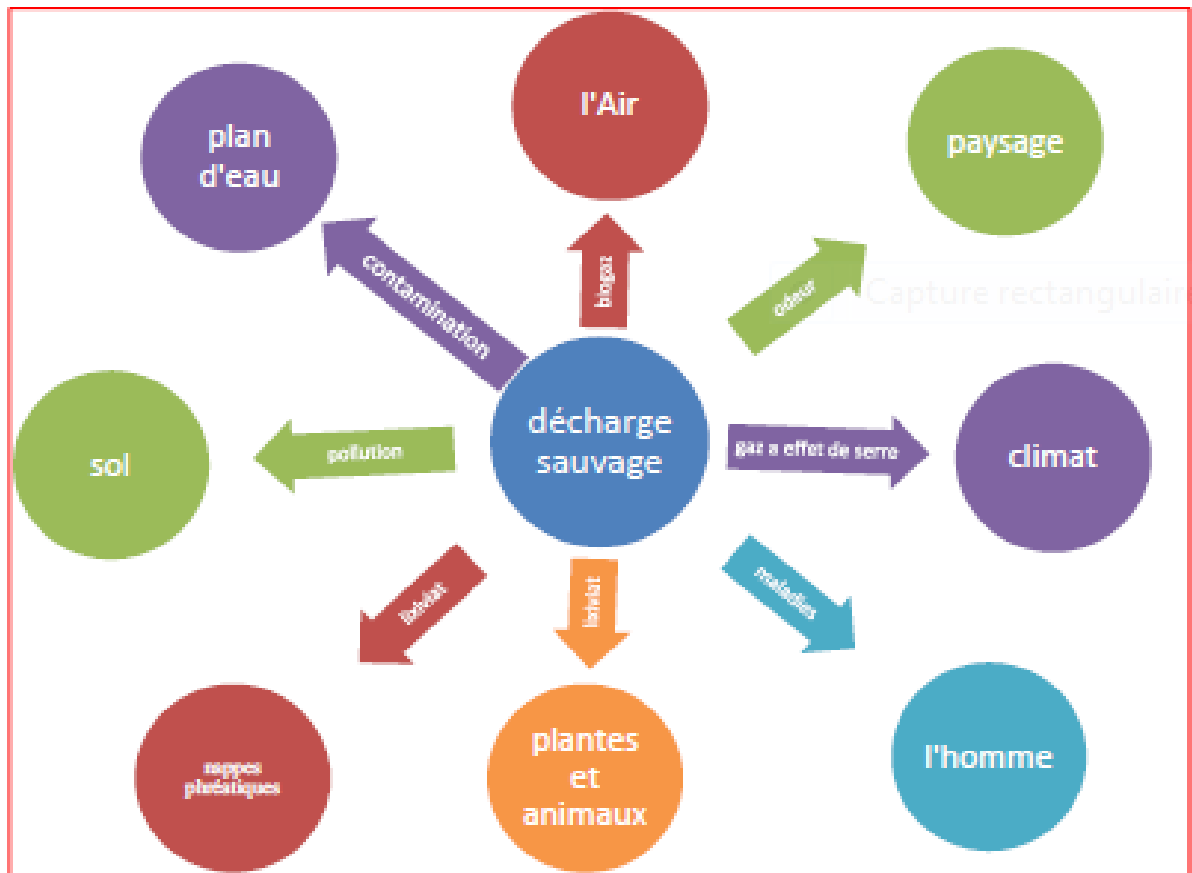 l'Air
plan
d'eau
paysage
contamination
biogaz
odeur
Capture rectangulaire
décharge
sauvage
sol
pollution
gaz a effet de serre
climat
lixiviat
lixiviat
maladies
nappes
phréatiques
plantes
et
animaux
l'homme